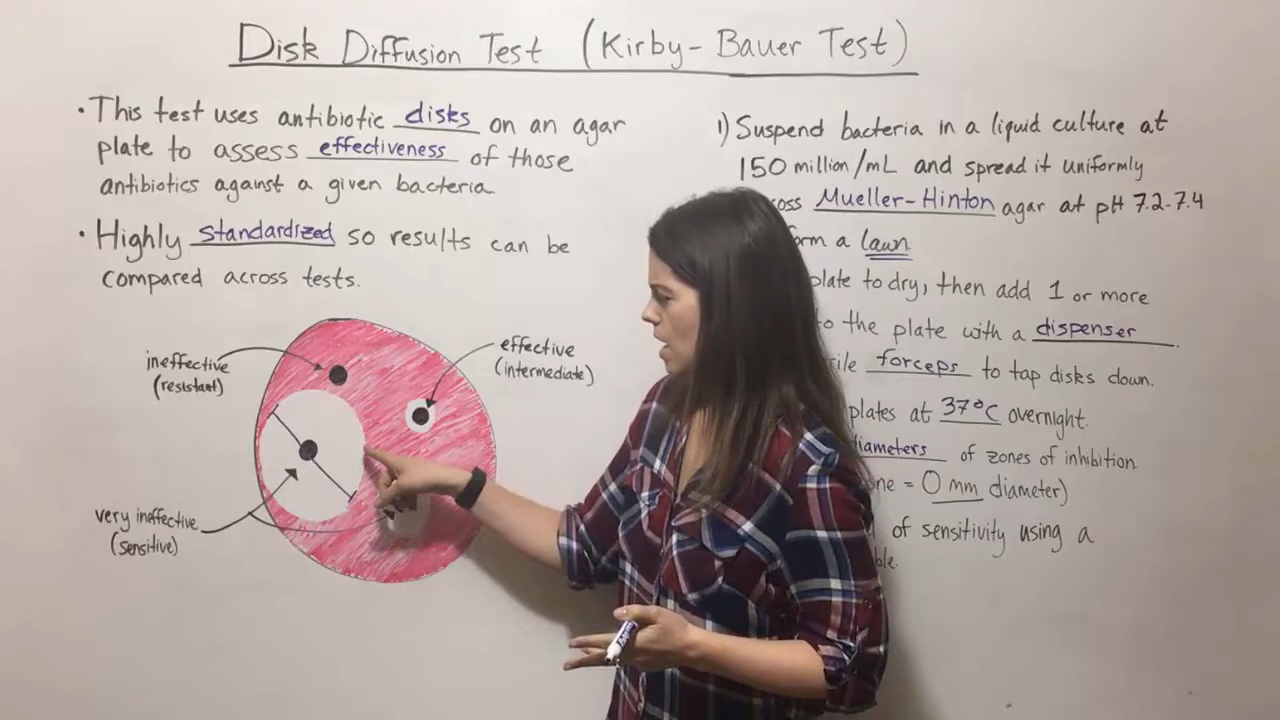 Disk Diffusion Test (Kirby-Bauer Test)
• This test uses antibiotic disks on an agar
plate to assess effectiveness of those
antibiotics against a given bacteria.
• Highly standardized so results can be
compared across tests.
ineffective
(resistant)
effective
(intermediate)
very ineffective
(sensitive)
1) Suspend bacteria in a liquid culture at
150 million/mL and spread it uniformly
Mueller-Hinton agar at pH 7.2-7.4
a lawn
plate to dry, then add 1 or more
to the plate with a dispenser.
forceps to tap disks down.
plates at 37°C overnight.
diameters of zones of inhibition
= 0 mm diameter)
of sensitivity using a